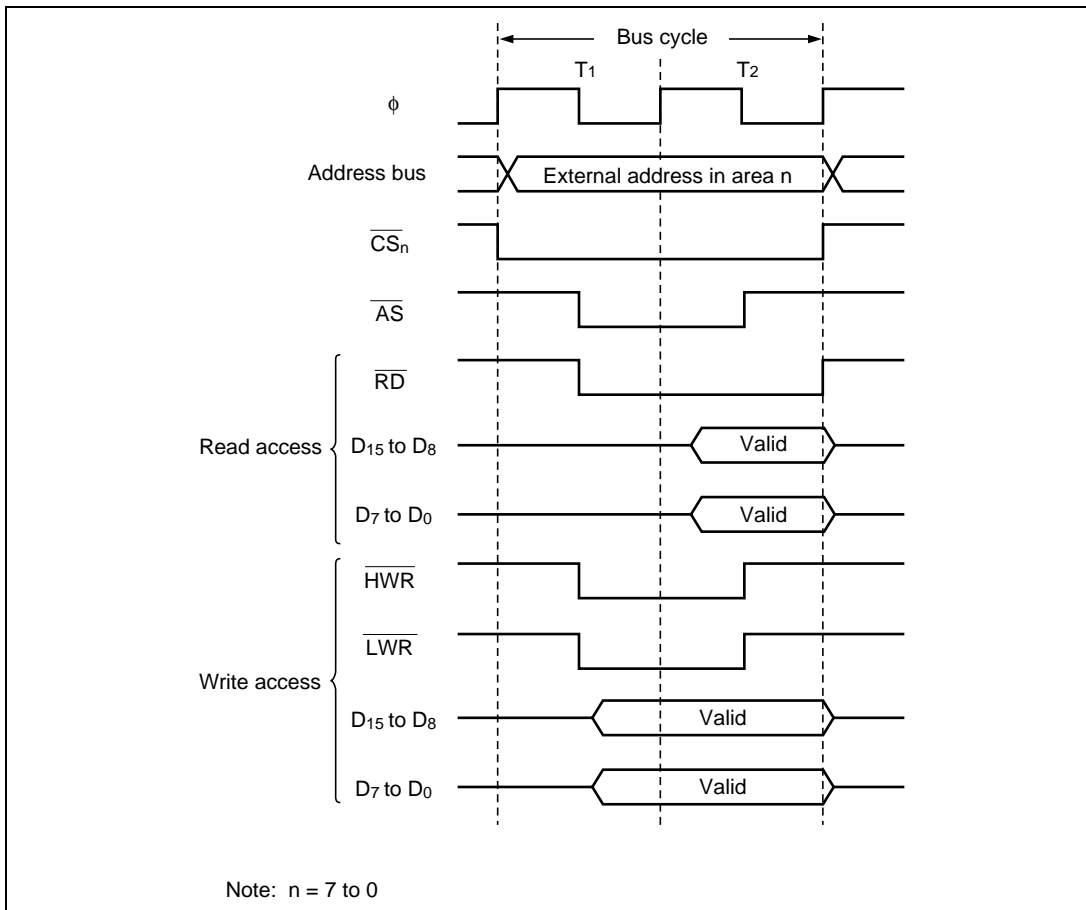 Bus cycle
T1 T2
ϕ
Address bus External address in area n
CSn
AS
RD
Read access D15 to D8 Valid
D7 to D0 Valid
HWR
LWR
Write access D15 to D8 Valid
D7 to D0 Valid
Note: n = 7 to 0